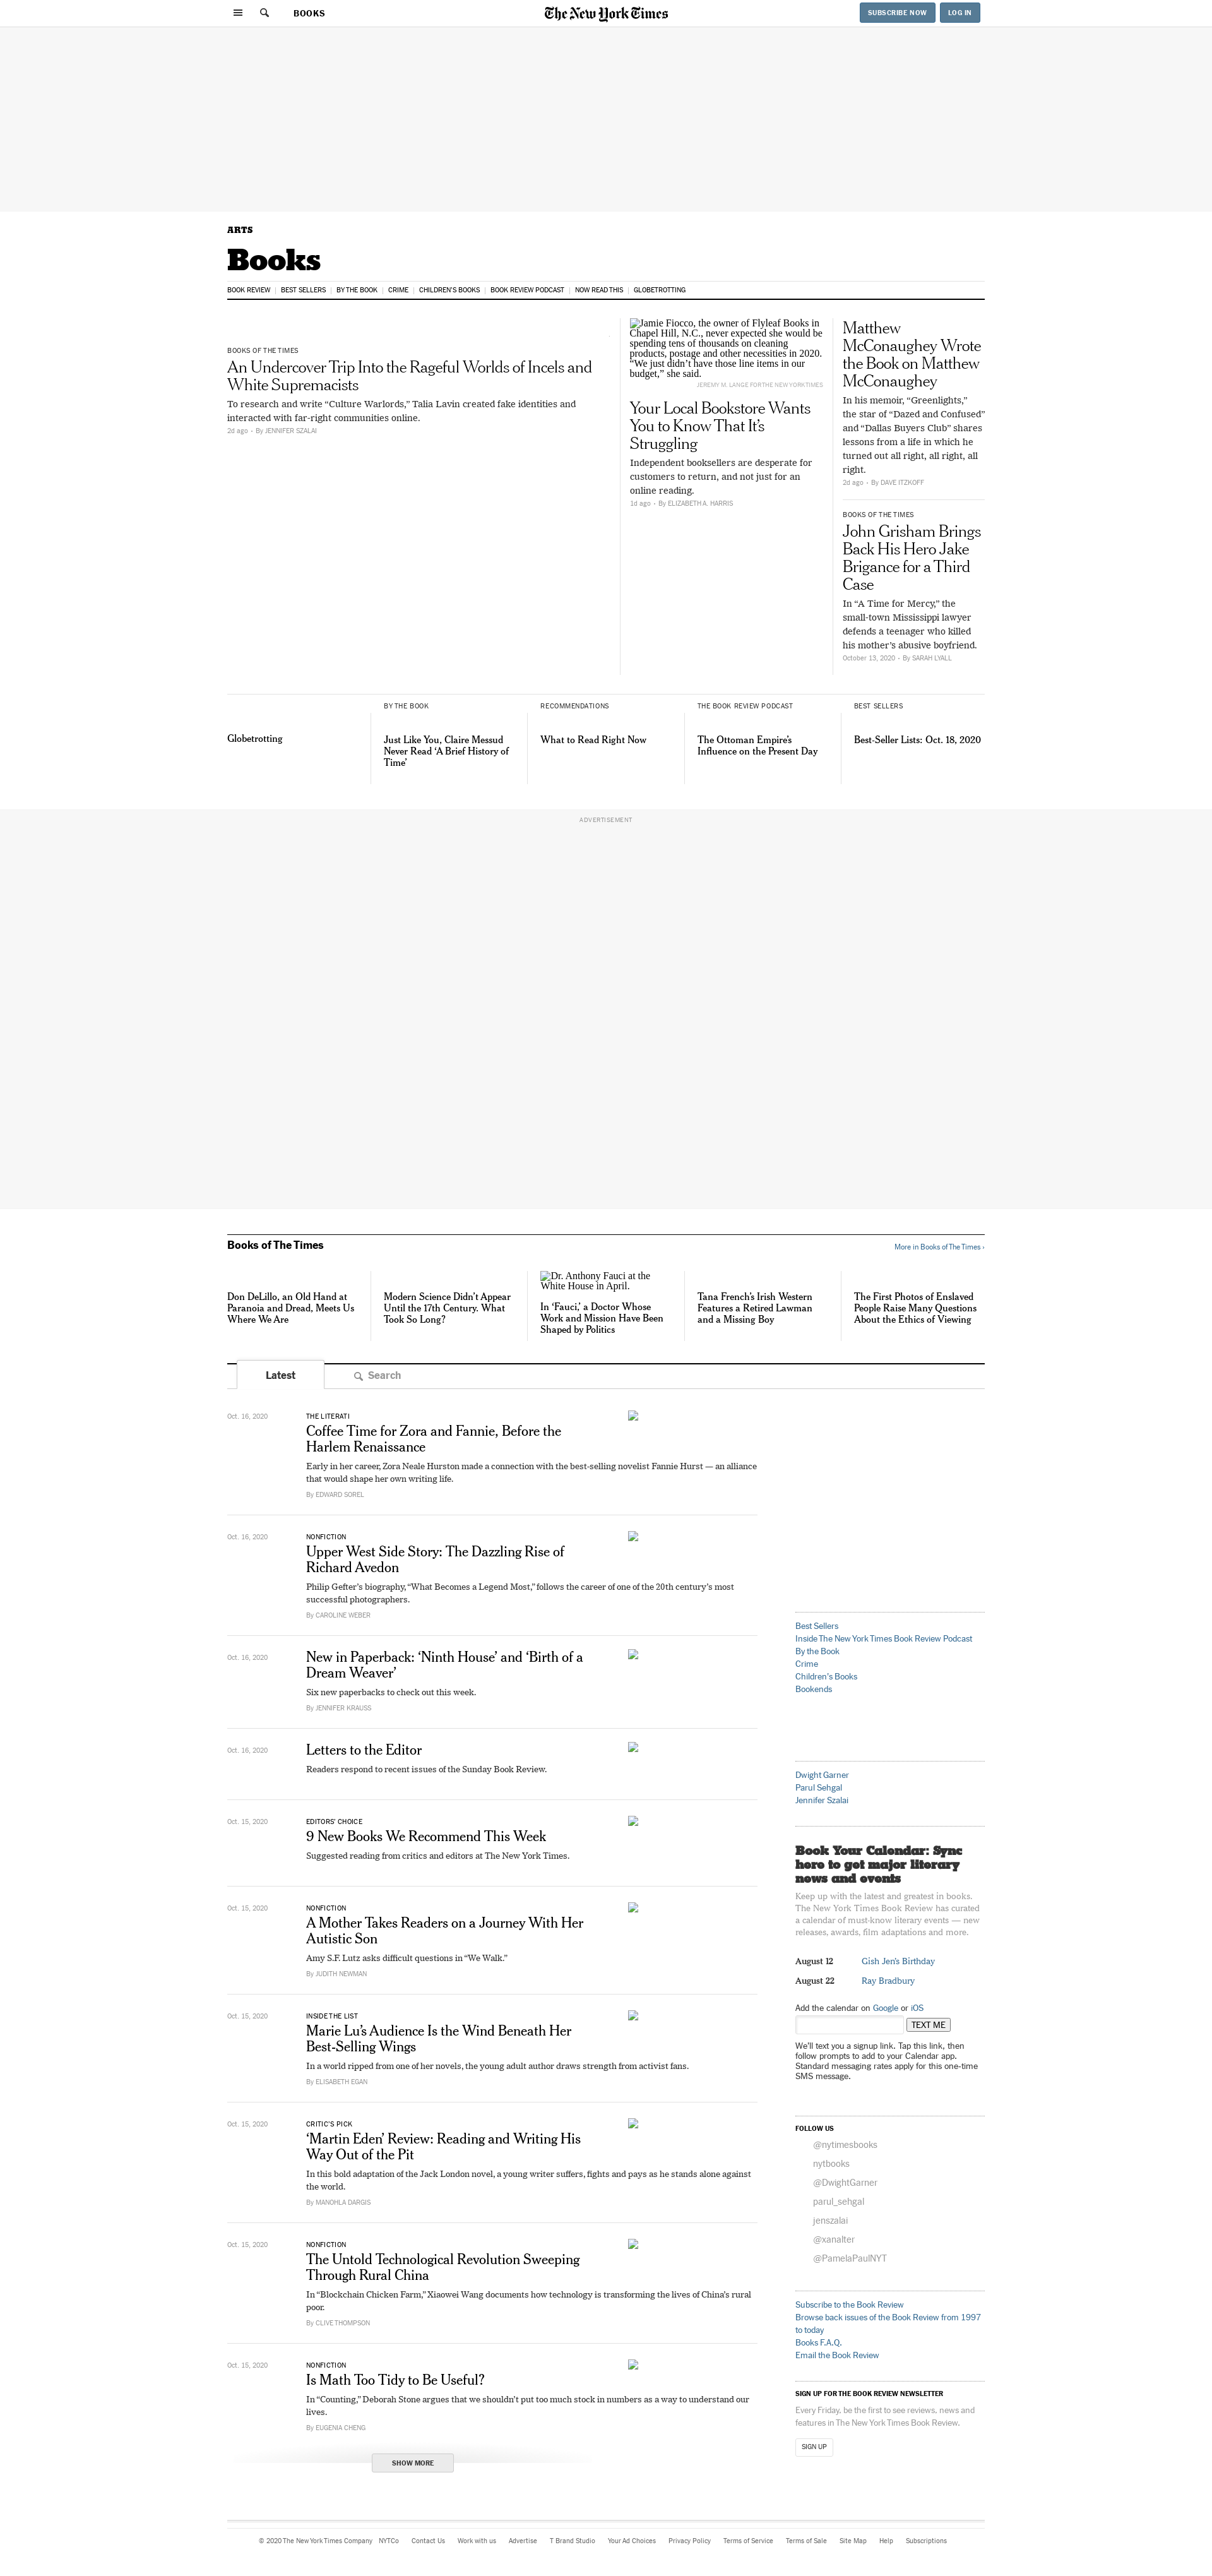 BOOKS
The New York Times
SUBSCRIBE NOW
LOG IN
ARTS
Books
BOOK REVIEW
BEST SELLERS
BY THE BOOK
CRIME
CHILDREN'S BOOKS
BOOK REVIEW PODCAST
NOW READ THIS
GLOBETROTTING
BOOKS OF THE TIMES
An Undercover Trip Into the Rageful Worlds of Incels and
White Supremacists
To research and write “Culture Warlords,” Talia Lavin created fake identities and
interacted with far-right communities online.
2d ago - By JENNIFER SZALAI
Jamie Fiocco, the owner of Flyleaf Books in
Chapel Hill, N.C., never expected she would be
spending tens of thousands on cleaning
products, postage and other necessities in 2020.
“We just didn’t have those line items in our
budget,” she said.
JEREMY M. LANGE FOR THE NEW YORK TIMES
Your Local Bookstore Wants
You to Know That It’s
Struggling
Independent booksellers are desperate for
customers to return, and not just for an
online reading.
1d ago - By ELIZABETH A. HARRIS
Matthew
McConaughey Wrote
the Book on Matthew
McConaughey
In his memoir, “Greenlights,”
the star of “Dazed and Confused”
and “Dallas Buyers Club” shares
lessons from a life in which he
turned out all right, all right, all
right.
2d ago - By DAVE ITZKOFF
BOOKS OF THE TIMES
John Grisham Brings
Back His Hero Jake
Brigance for a Third
Case
In “A Time for Mercy,” the
small-town Mississippi lawyer
defends a teenager who killed
his mother’s abusive boyfriend.
October 13, 2020 - By SARAH LYALL
Globetrotting
BY THE BOOK
Just Like You, Claire Messud
Never Read ‘A Brief History of
Time’
RECOMMENDATIONS
What to Read Right Now
THE BOOK REVIEW PODCAST
The Ottoman Empire’s
Influence on the Present Day
BEST SELLERS
Best-Seller Lists: Oct. 18, 2020
ADVERTISEMENT
Books of The Times
More in Books of The Times ›
Don DeLillo, an Old Hand at
Paranoia and Dread, Meets Us
Where We Are
Modern Science Didn’t Appear
Until the 17th Century. What
Took So Long?
Dr. Anthony Fauci at the
White House in April.
In ‘Fauci,’ a Doctor Whose
Work and Mission Have Been
Shaped by Politics
Tana French’s Irish Western
Features a Retired Lawman
and a Missing Boy
The First Photos of Enslaved
People Raise Many Questions
About the Ethics of Viewing
Latest
Search
Oct. 16, 2020
THE LITERATI
Coffee Time for Zora and Fannie, Before the
Harlem Renaissance
Early in her career, Zora Neale Hurston made a connection with the best-selling novelist Fannie Hurst — an alliance
that would shape her own writing life.
By EDWARD SOREL
Oct. 16, 2020
NONFICTION
Upper West Side Story: The Dazzling Rise of
Richard Avedon
Philip Gefter’s biography, “What Becomes a Legend Most,” follows the career of one of the 20th century’s most
successful photographers.
By CAROLINE WEBER
Oct. 16, 2020
New in Paperback: ‘Ninth House’ and ‘Birth of a
Dream Weaver’
Six new paperbacks to check out this week.
By JENNIFER KRAUSS
Oct. 16, 2020
Letters to the Editor
Readers respond to recent issues of the Sunday Book Review.
Oct. 15, 2020
EDITORS’ CHOICE
9 New Books We Recommend This Week
Suggested reading from critics and editors at The New York Times.
Oct. 15, 2020
NONFICTION
A Mother Takes Readers on a Journey With Her
Autistic Son
Amy S.F. Lutz asks difficult questions in “We Walk.”
By JUDITH NEWMAN
Oct. 15, 2020
INSIDE THE LIST
Marie Lu’s Audience Is the Wind Beneath Her
Best-Selling Wings
In a world ripped from one of her novels, the young adult author draws strength from activist fans.
By ELISABETH EGAN
Oct. 15, 2020
CRITIC’S PICK
‘Martin Eden’ Review: Reading and Writing His
Way Out of the Pit
In this bold adaptation of the Jack London novel, a young writer suffers, fights and pays as he stands alone against
the world.
By MANOHLA DARGIS
Oct. 15, 2020
NONFICTION
The Untold Technological Revolution Sweeping
Through Rural China
In “Blockchain Chicken Farm,” Xiaowei Wang documents how technology is transforming the lives of China’s rural
poor.
By CLIVE THOMPSON
Oct. 15, 2020
NONFICTION
Is Math Too Tidy to Be Useful?
In “Counting,” Deborah Stone argues that we shouldn’t put too much stock in numbers as a way to understand our
lives.
By EUGENIA CHENG
SHOW MORE
Best Sellers
Inside The New York Times Book Review Podcast
By the Book
Crime
Children’s Books
Bookends
Dwight Garner
Parul Sehgal
Jennifer Szalai
Book Your Calendar: Sync
here to get major literary
news and events
Keep up with the latest and greatest in books.
The New York Times Book Review has curated
a calendar of must-know literary events — new
releases, awards, film adaptations and more.
August 12 Gish Jen’s Birthday
August 22 Ray Bradbury
Add the calendar on Google or iOS
TEXT ME
We’ll text you a signup link. Tap this link, then
follow prompts to add to your Calendar app.
Standard messaging rates apply for this one-time
SMS message.
FOLLOW US
@nytimesbooks
nytbooks
@DwightGarner
parul_sehgal
jenszalai
@xanalter
@PamelaPaulNYT
Subscribe to the Book Review
Browse back issues of the Book Review from 1997
to today
Books F.A.Q.
Email the Book Review
SIGN UP FOR THE BOOK REVIEW NEWSLETTER
Every Friday, be the first to see reviews, news and
features in The New York Times Book Review.
SIGN UP
© 2020 The New York Times Company NYTCo Contact Us Work with us Advertise T Brand Studio Your Ad Choices Privacy Policy Terms of Service Terms of Sale Site Map Help Subscriptions